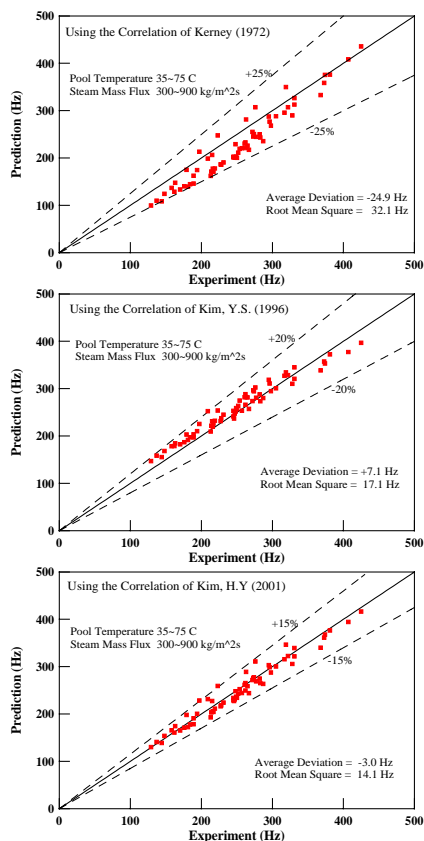 500
400
300
200
100
0
Prediction (Hz)
Using the Correlation of Kerney (1972)
+25%
Pool Temperature 35~75 C
Steam Mass Flux 300~900 kg/m^2s
-25%
Average Deviation = -24.9 Hz
Root Mean Square = 32.1 Hz
0 100 200 300 400 500
Experiment (Hz)
500
400
300
200
100
0
Prediction (Hz)
Using the Correlation of Kim, Y.S. (1996)
+20%
Pool Temperature 35~75 C
Steam Mass Flux 300~900 kg/m^2s
-20%
Average Deviation = +7.1 Hz
Root Mean Square = 17.1 Hz
0 100 200 300 400 500
Experiment (Hz)
500
400
300
200
100
0
Prediction (Hz)
Using the Correlation of Kim, H.Y (2001)
+15%
Pool Temperature 35~75 C
Steam Mass Flux 300~900 kg/m^2s
-15%
Average Deviation = -3.0 Hz
Root Mean Square = 14.1 Hz
0 100 200 300 400 500
Experiment (Hz)